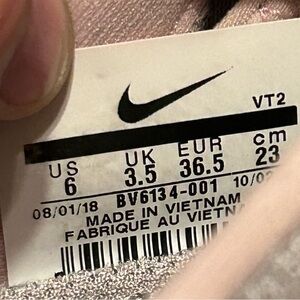 VT2
US UK EUR cm
6 3.5 36.5 23
08/01/18 BV6134-001
MADE IN VIETNAM
FABRIQUE AU